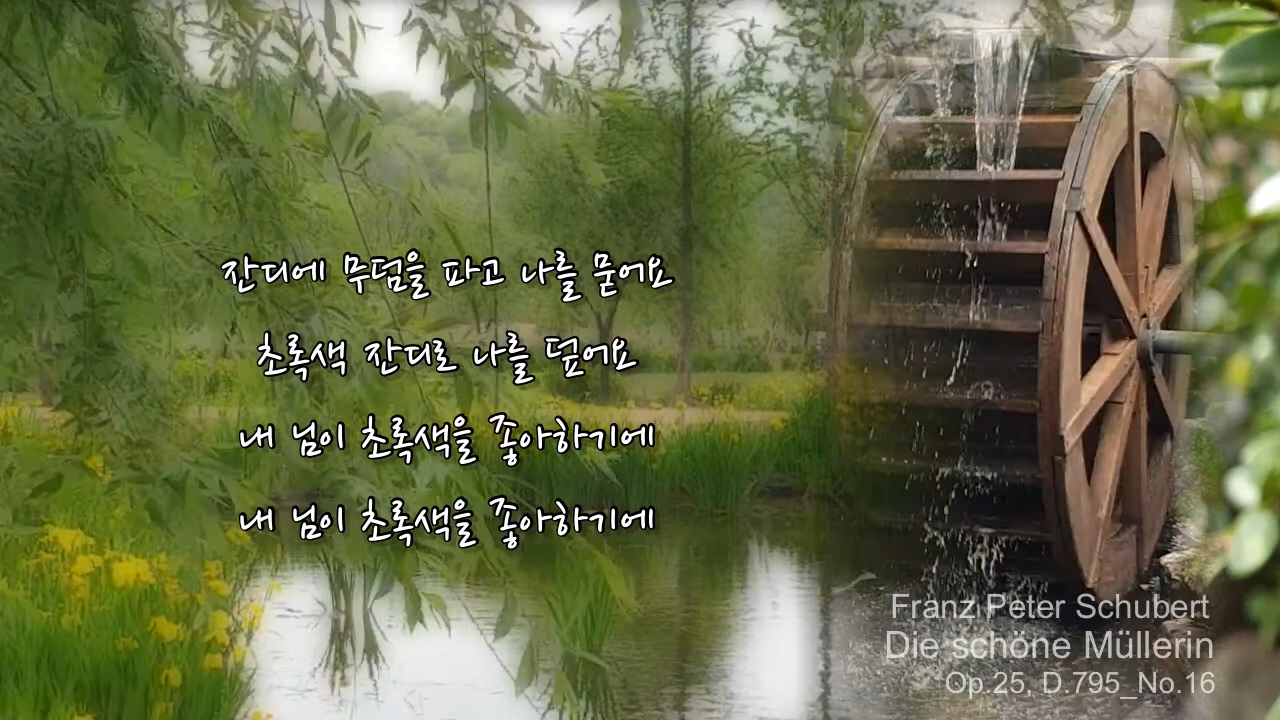 잔디에 무덤을 파고 나를 묻어요
초록색 잔디로 나를 덮어요
내 님이 초록색을 좋아하기에
내 님이 초록색을 좋아하기에
Franz Peter Schubert
Die schöne Müllerin
Op.25, D.795_No.16